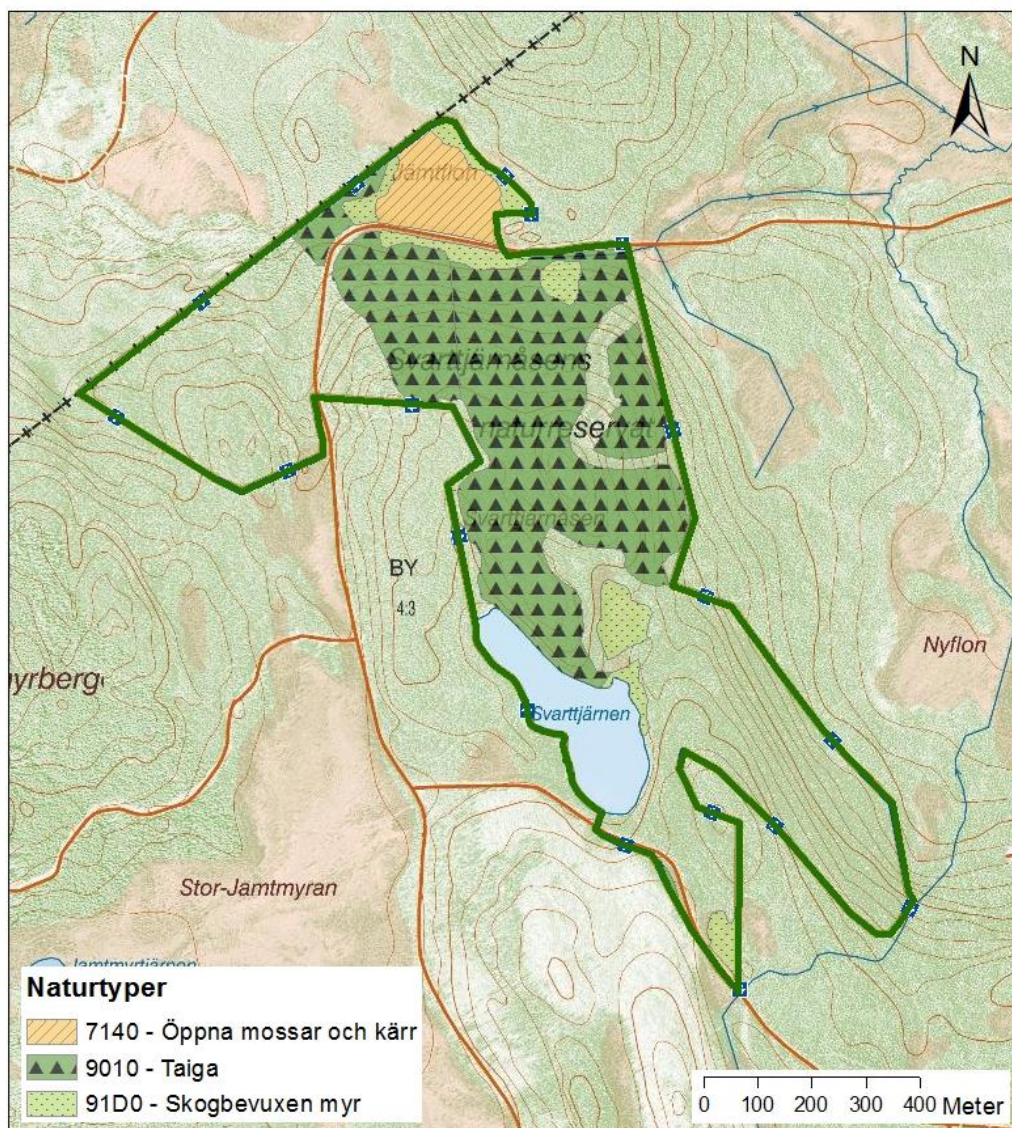 N
Jämtflon
Svarttjärnåsens
naturreservat
Svarttjärnåsen
BY
4:3
Nyflon
Svarttjärnen
Stor-Jamtmyran
Jamtmyrtjärnen
Naturtyper
7140 - Öppna mossar och kärr
9010 - Taiga
91D0 - Skogbevuxen myr
0 100 200 300 400 Meter